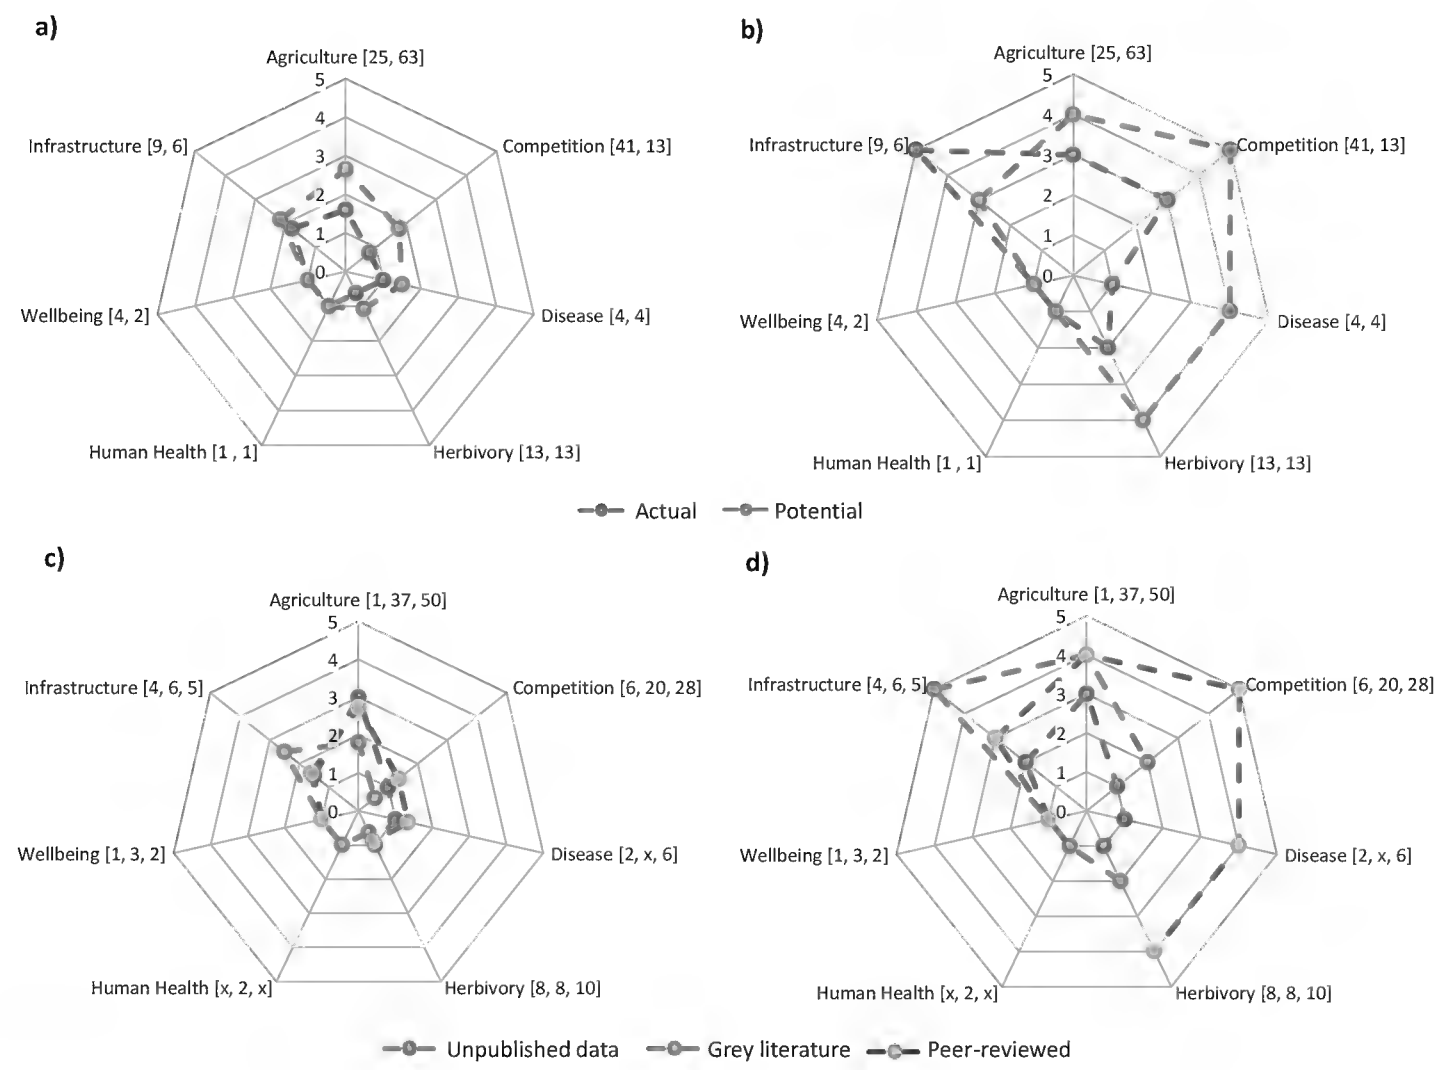 a)
Agriculture [25, 63]
5
4
3
2
1
0
Infrastructure [9, 6]
Competition [41, 13]
Wellbeing [4, 2]
Disease [4, 4]
Human Health [1 , 1]
Herbivory [13, 13]
b)
Agriculture [25, 63]
5
4
3
2
1
0
Infrastructure [9, 6]
Competition [41, 13]
Wellbeing [4, 2]
Disease [4, 4]
Human Health [1 , 1]
Herbivory [13, 13]
Actual Potential
c)
Agriculture [1, 37, 50]
5
4
3
2
1
0
Infrastructure [4, 6, 5]
Competition [6, 20, 28]
Wellbeing [1, 3, 2]
Disease [2, x, 6]
Human Health [x, 2, x]
Herbivory [8, 8, 10]
d)
Agriculture [1, 37, 50]
5
4
3
2
1
0
Infrastructure [4, 6, 5]
Competition [6, 20, 28]
Wellbeing [1, 3, 2]
Disease [2, x, 6]
Human Health [x, 2, x]
Herbivory [8, 8, 10]
Unpublished data Grey literature Peer-reviewed